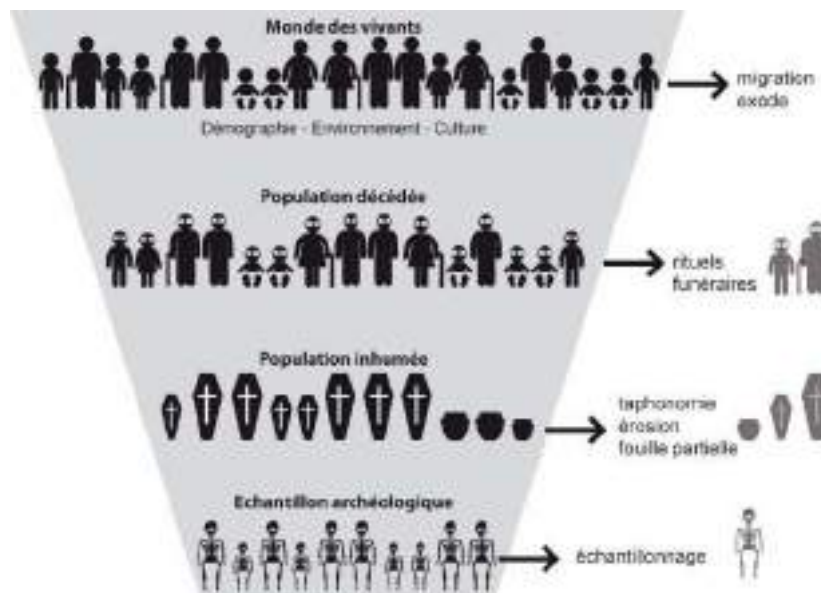 Monde des vivants
migration
exode
Démographie - Environnement - Culture
Population décédée
rituels
funéraires
Population inhumée
taphonomie
érosion
fouille partielle
Echantillon archéologique
échantillonnage